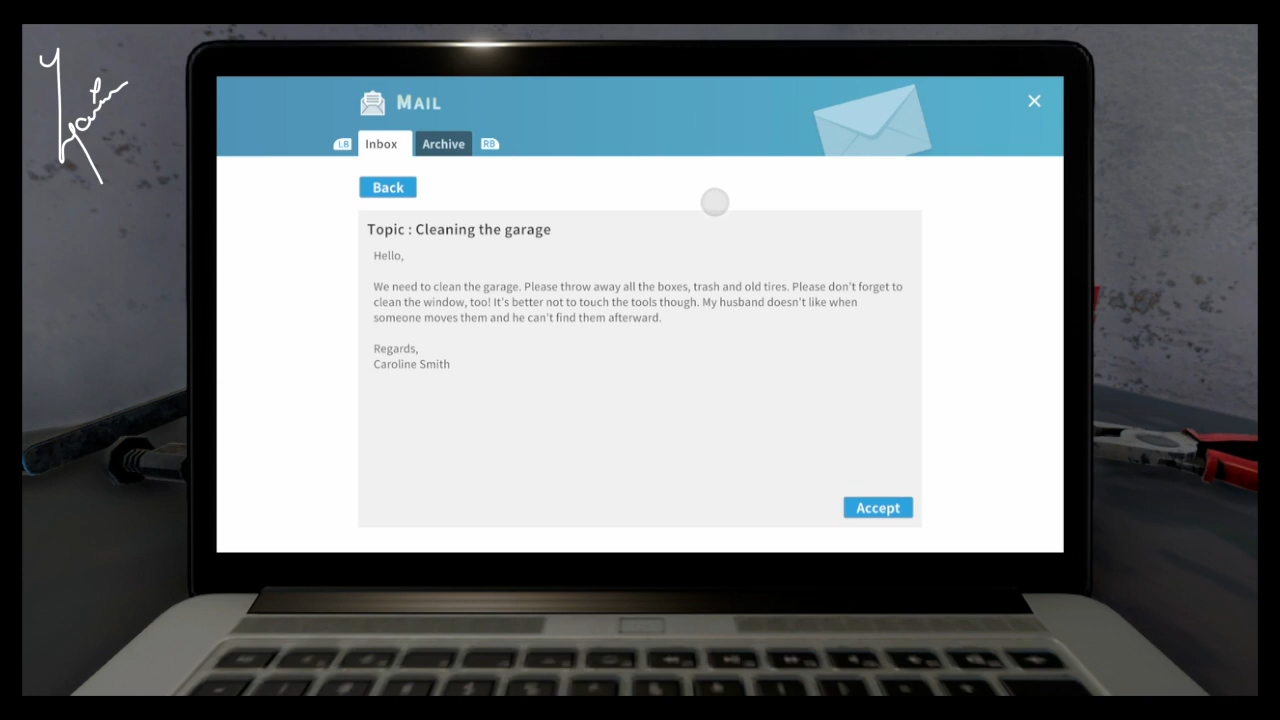 MAIL
LB Inbox Archive RB
Back
Topic : Cleaning the garage
Hello,
We need to clean the garage. Please throw away all the boxes, trash and old tires. Please don't forget to
clean the window, too! It's better not to touch the tools though. My husband doesn't like when
someone moves them and he can't find them afterward.
Regards,
Caroline Smith
Accept